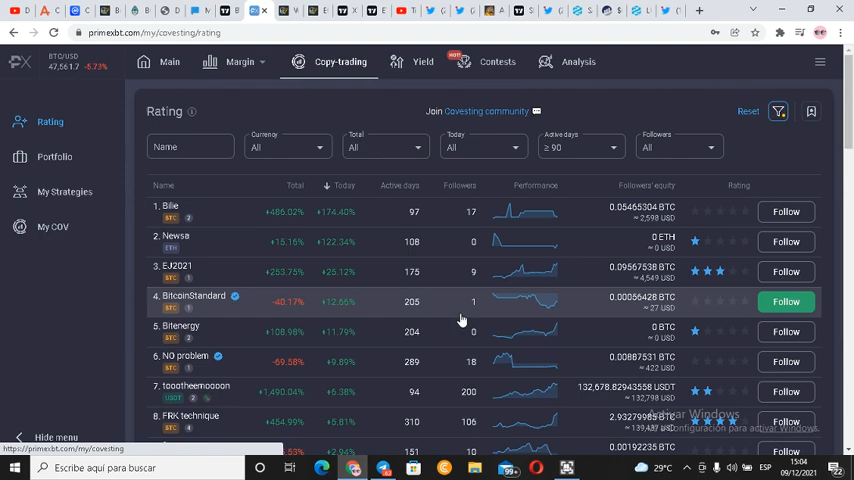 primexbt.com/my/covesting/rating
BTC/USD
47,561.7 -5.73%
Main
Margin
Copy-trading
Yield
HOT
Contests
Analysis
Rating
Portfolio
My Strategies
My COV
Hide menu
Rating
Join Covesting community
Reset
Name
Currency
All
Total
All
Today
All
Active days
≥ 90
Followers
All
Name Total Today Active days Followers Performance Followers' equity Rating
1. Bilie BTC 2 +486.02% +174.40% 97 17 0.05465304 BTC ≈ 2,598 USD Follow
2. Newsa ETH +15.16% +122.34% 108 0 0 ETH ≈ 0 USD Follow
3. EJ2021 BTC 1 +253.75% +25.12% 175 9 0.09567538 BTC ≈ 4,549 USD Follow
4. BitcoinStandard BTC 1 -40.17% +12.66% 205 1 0.00056428 BTC ≈ 27 USD Follow
5. Bitenergy BTC 2 +108.98% +11.79% 204 0 0 BTC ≈ 0 USD Follow
6. NO problem BTC 1 -69.58% +9.89% 289 18 0.00887531 BTC ≈ 422 USD Follow
7. toootheemoooon USDT 2 +1,490.04% +6.38% 94 200 132,678.82943558 USDT ≈ 132,798 USD Follow
8. FRK technique BTC 4 +454.99% +5.81% 310 106 ≈ 139,437 USD Follow
151 10 0.00192235 BTC Follow
Activar Windows
https://primexbt.com/my/covesting
Escribe aquí para buscar
99+
29°C
ESP
15:04
09/12/2021
22